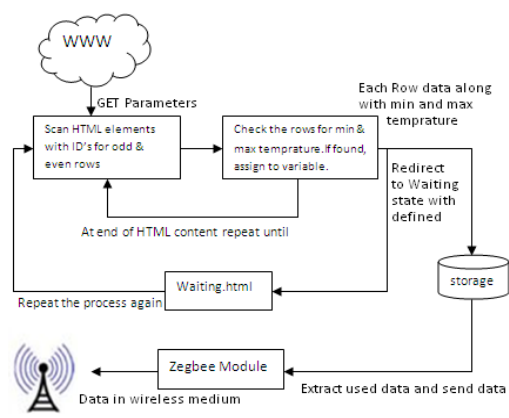 WWW
GET Parameters
Each Row data along
with min and max
temprature
Scan HTML elements
with ID's for odd &
even rows
Check the rows for min &
max temprature.If found,
assign to variable.
Redirect
to Waiting
state with
defined
At end of HTML content repeat until
Waiting.html
storage
Repeat the process again
Zegbee Module
Data in wireless medium
Extract used data and send data